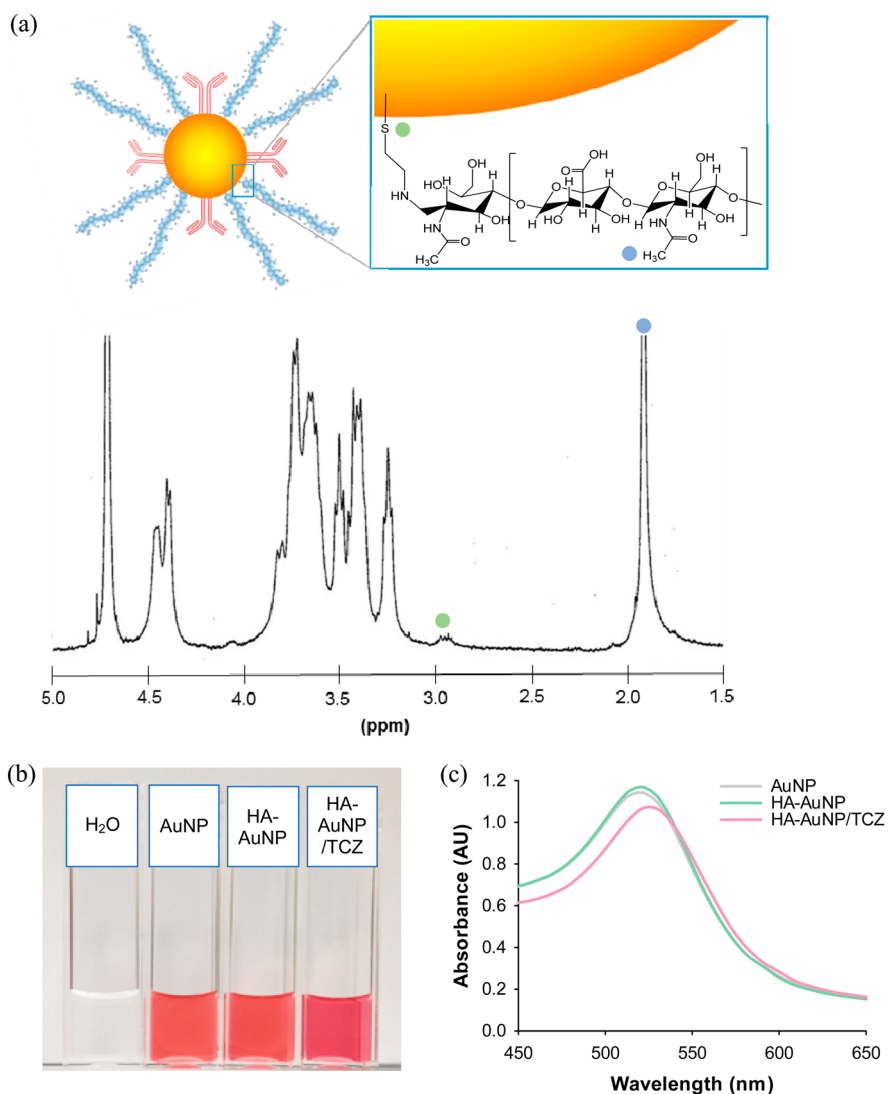 (a)
S
HN
HO
OH
H
H
H
OH
NH
O
H₃C
O
O
OH
O
H
H
H
HO
OH
H
O
O
OH
H
H
H
H
OH
NH
O
H₃C
O
5.0 4.5 4.0 3.5 3.0 2.5 2.0 1.5
(ppm)
(b)
H₂O
AuNP
HA-
AuNP
HA-
AuNP
/TCZ
(c)
AuNP
HA-AuNP
HA-AuNP/TCZ
Absorbance (AU)
1.2
1.0
0.8
0.6
0.4
0.2
0.0
450 500 550 600 650
Wavelength (nm)